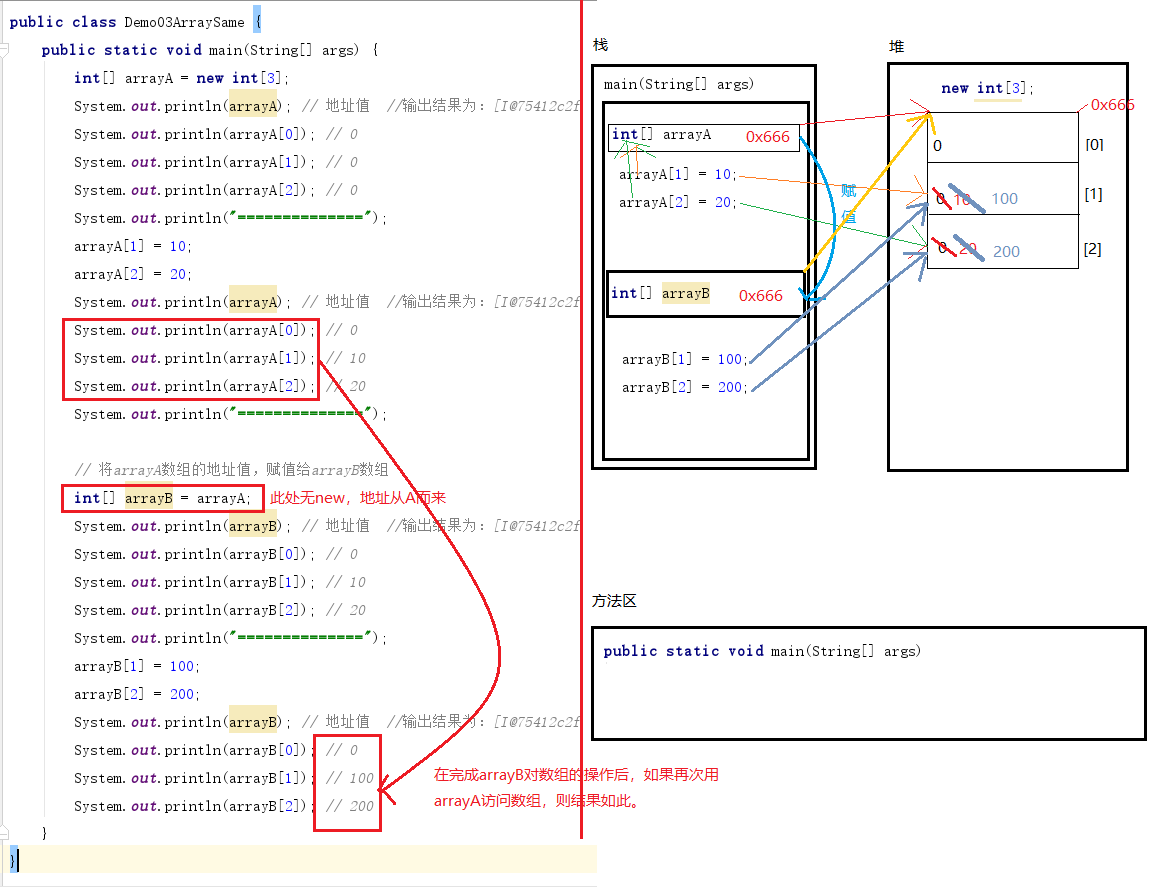 public class Demo03ArraySame {
public static void main(String[] args) {
int[] arrayA = new int[3];
System.out.println(arrayA); // 地址值 //输出结果为：[I@75412c2f
System.out.println(arrayA[0]); // 0
System.out.println(arrayA[1]); // 0
System.out.println(arrayA[2]); // 0
System.out.println("==============");
arrayA[1] = 10;
arrayA[2] = 20;
System.out.println(arrayA); // 地址值 //输出结果为：[I@75412c2f
System.out.println(arrayA[0]); // 0
System.out.println(arrayA[1]); // 10
System.out.println(arrayA[2]); // 20
System.out.println("==============");
// 将arrayA数组的地址值，赋值给arrayB数组
int[] arrayB = arrayA; 此处无new，地址从A而来
System.out.println(arrayB); // 地址值 //输出结果为：[I@75412c2f
System.out.println(arrayB[0]); // 0
System.out.println(arrayB[1]); // 10
System.out.println(arrayB[2]); // 20
System.out.println("==============");
arrayB[1] = 100;
arrayB[2] = 200;
System.out.println(arrayB); // 地址值 //输出结果为：[I@75412c2f
System.out.println(arrayB[0]); // 0
System.out.println(arrayB[1]); // 100
System.out.println(arrayB[2]); // 200
}
}
在完成arrayB对数组的操作后，如果再次用
arrayA访问数组，则结果如此。
栈
main(String[] args)
int[] arrayA 0x666
arrayA[1] = 10;
arrayA[2] = 20;
赋
值
int[] arrayB 0x666
arrayB[1] = 100;
arrayB[2] = 200;
堆
new int[3];
0x666
0 [0]
0 10 100 [1]
0 20 200 [2]
方法区
public static void main(String[] args)